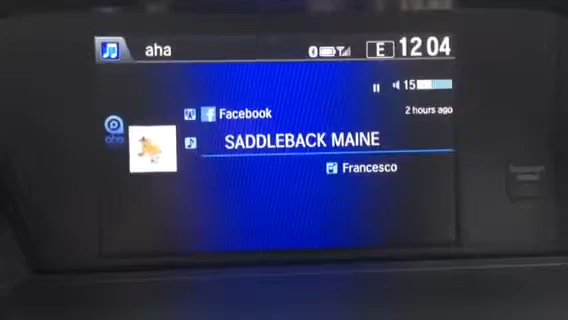 aha
E 12 04
15
Facebook
2 hours ago
aha
SADDLEBACK MAINE
Francesco